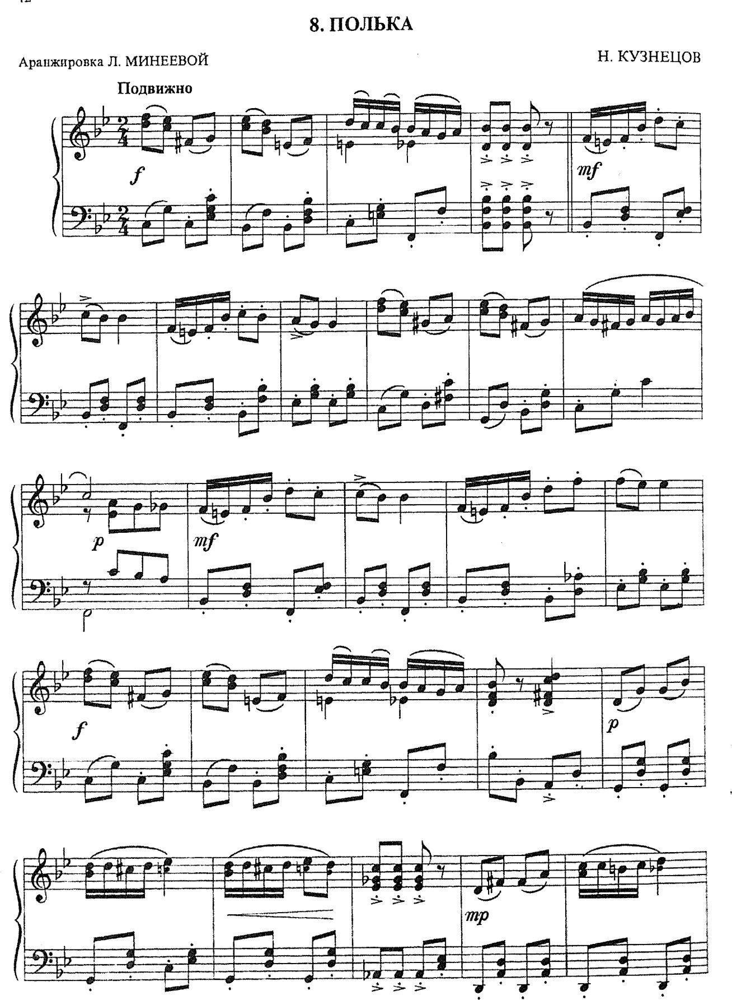 8. ПОЛЬКА
Аранжировка Л. МИНЕЕВОЙ
Н. КУЗНЕЦОВ
Подвижно
f
mf
p
mf
f
p
mp